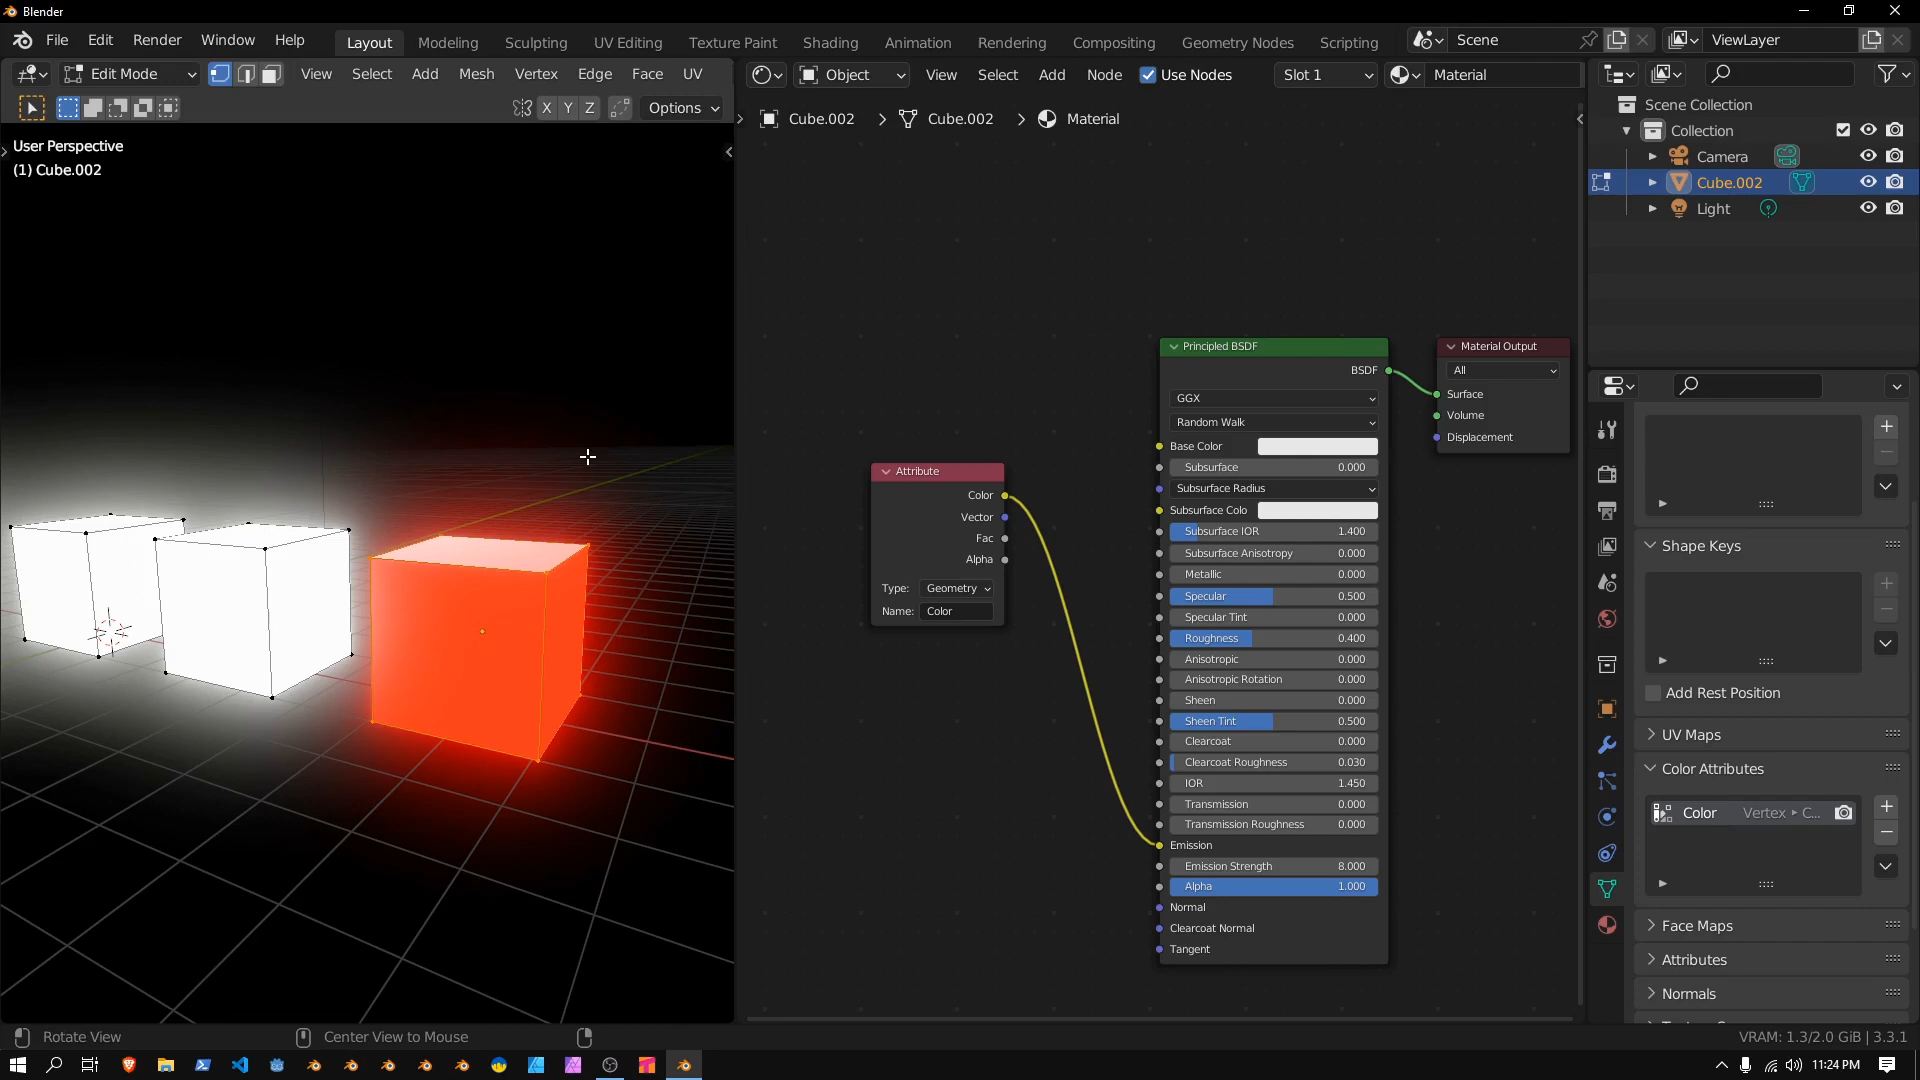 Blender
File Edit Render Window Help Layout Modeling Sculpting UV Editing Texture Paint Shading Animation Rendering Compositing Geometry Nodes Scripting Scene ViewLayer
Edit Mode View Select Add Mesh Vertex Edge Face UV
Object View Select Add Node Use Nodes Slot 1 Material
X Y Z Options
Cube.002 > Cube.002 > Material
User Perspective
(1) Cube.002
Scene Collection
Collection
Camera
Cube.002
Light
Attribute
Color
Vector
Fac
Alpha
Type: Geometry
Name: Color
Principled BSDF
BSDF
GGX
Random Walk
Base Color
Subsurface 0.000
Subsurface Radius
Subsurface Colo
Subsurface IOR 1.400
Subsurface Anisotropy 0.000
Metallic 0.000
Specular 0.500
Specular Tint 0.000
Roughness 0.400
Anisotropic 0.000
Anisotropic Rotation 0.000
Sheen 0.000
Sheen Tint 0.500
Clearcoat 0.000
Clearcoat Roughness 0.030
IOR 1.450
Transmission 0.000
Transmission Roughness 0.000
Emission
Emission Strength 8.000
Alpha 1.000
Normal
Clearcoat Normal
Tangent
Material Output
All
Surface
Volume
Displacement
Shape Keys
Add Rest Position
UV Maps
Color Attributes
Color Vertex ▸ C...
Face Maps
Attributes
Normals
Rotate View Center View to Mouse
VRAM: 1.3/2.0 GiB | 3.3.1
11:24 PM